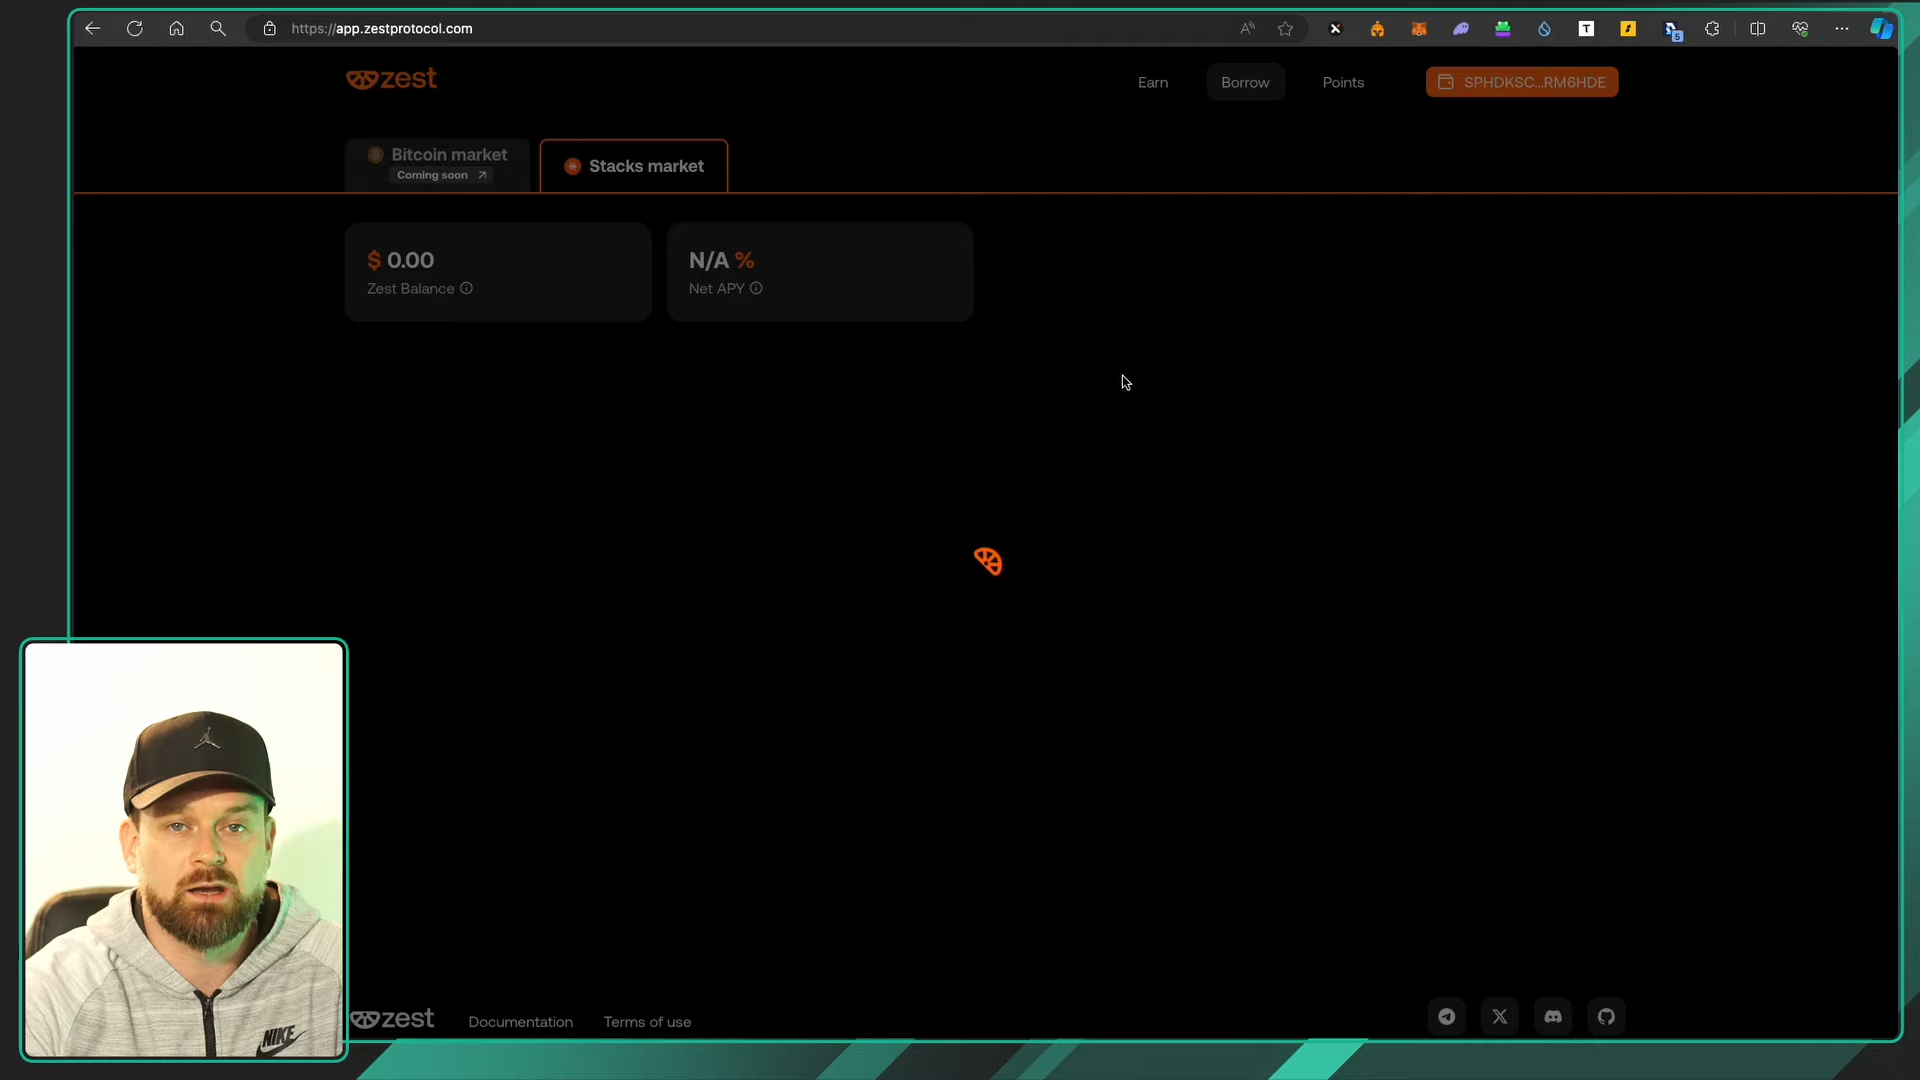 https://app.zestprotocol.com
zest
Earn
Borrow
Points
SPHDKSC...RM6HDE
Bitcoin market
Coming soon
Stacks market
$ 0.00
Zest Balance
N/A %
Net APY
zest
Documentation
Terms of use
NIKE
5
T